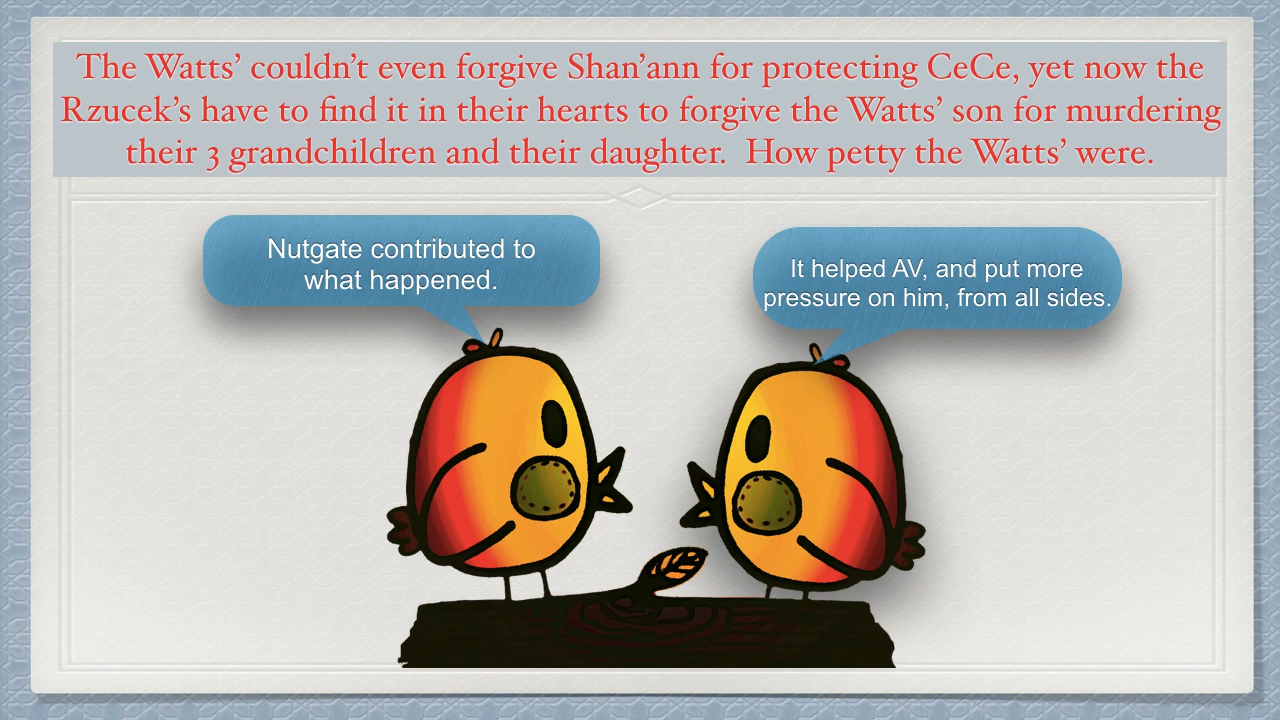 The Watts’ couldn’t even forgive Shan’ann for protecting CeCe, yet now the
Rzucek’s have to find it in their hearts to forgive the Watts’ son for murdering
their 3 grandchildren and their daughter.  How petty the Watts’ were.
Nutgate contributed to
what happened.
It helped AV, and put more
pressure on him, from all sides.